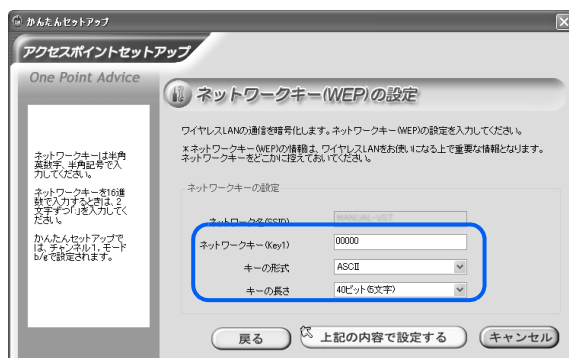 かんたんセットアップ
アクセスポイントセットアップ
One Point Advice
ネットワークキーは半角
英数字、半角記号で入
力してください。
ネットワークキーを16進
数で入力するときは、2
文字ずつ「:」を入力してく
ださい。
かんたんセットアップで
は、チャンネル1、モード
b/gで設定されます。
ネットワークキー(WEP)の設定
ワイヤレスLANの通信を暗号化します。ネットワークキー(WEP)の設定を入力してください。
※ネットワークキー(WEP)の情報は、ワイヤレスLANをお使いになる上で重要な情報となります。
ネットワークキーをどこかに控えておいてください。
ネットワークキーの設定
ネットワーク名(SSID) MANUAL-VST
ネットワークキー(Key1) 00000
キーの形式 ASCII
キーの長さ 40ビット(5文字)
戻る 上記の内容で設定する キャンセル